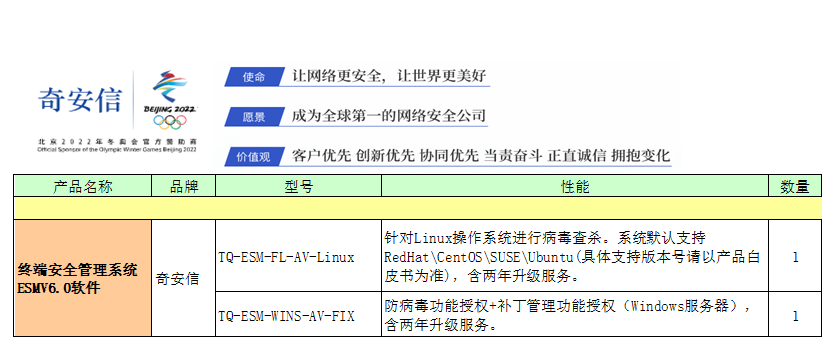 奇安信
BEIJING 2022
北京2022年冬奥会官方赞助商
Official Sponsor of the Olympic Winter Games Beijing 2022
使命 让网络更安全，让世界更美好
愿景 成为全球第一的网络安全公司
价值观 客户优先 创新优先 协同优先 当责奋斗 正直诚信 拥抱变化
产品名称 品牌 型号 性能 数量
终端安全管理系统
ESMV6.0软件
奇安信
TQ-ESM-FL-AV-Linux
针对Linux操作系统进行病毒查杀。系统默认支持
RedHat\CentOS\SUSE\Ubuntu(具体支持版本号请以产品白
皮书为准)，含两年升级服务。
1
TQ-ESM-WINS-AV-FIX
防病毒功能授权+补丁管理功能授权（Windows服务器），
含两年升级服务。
1